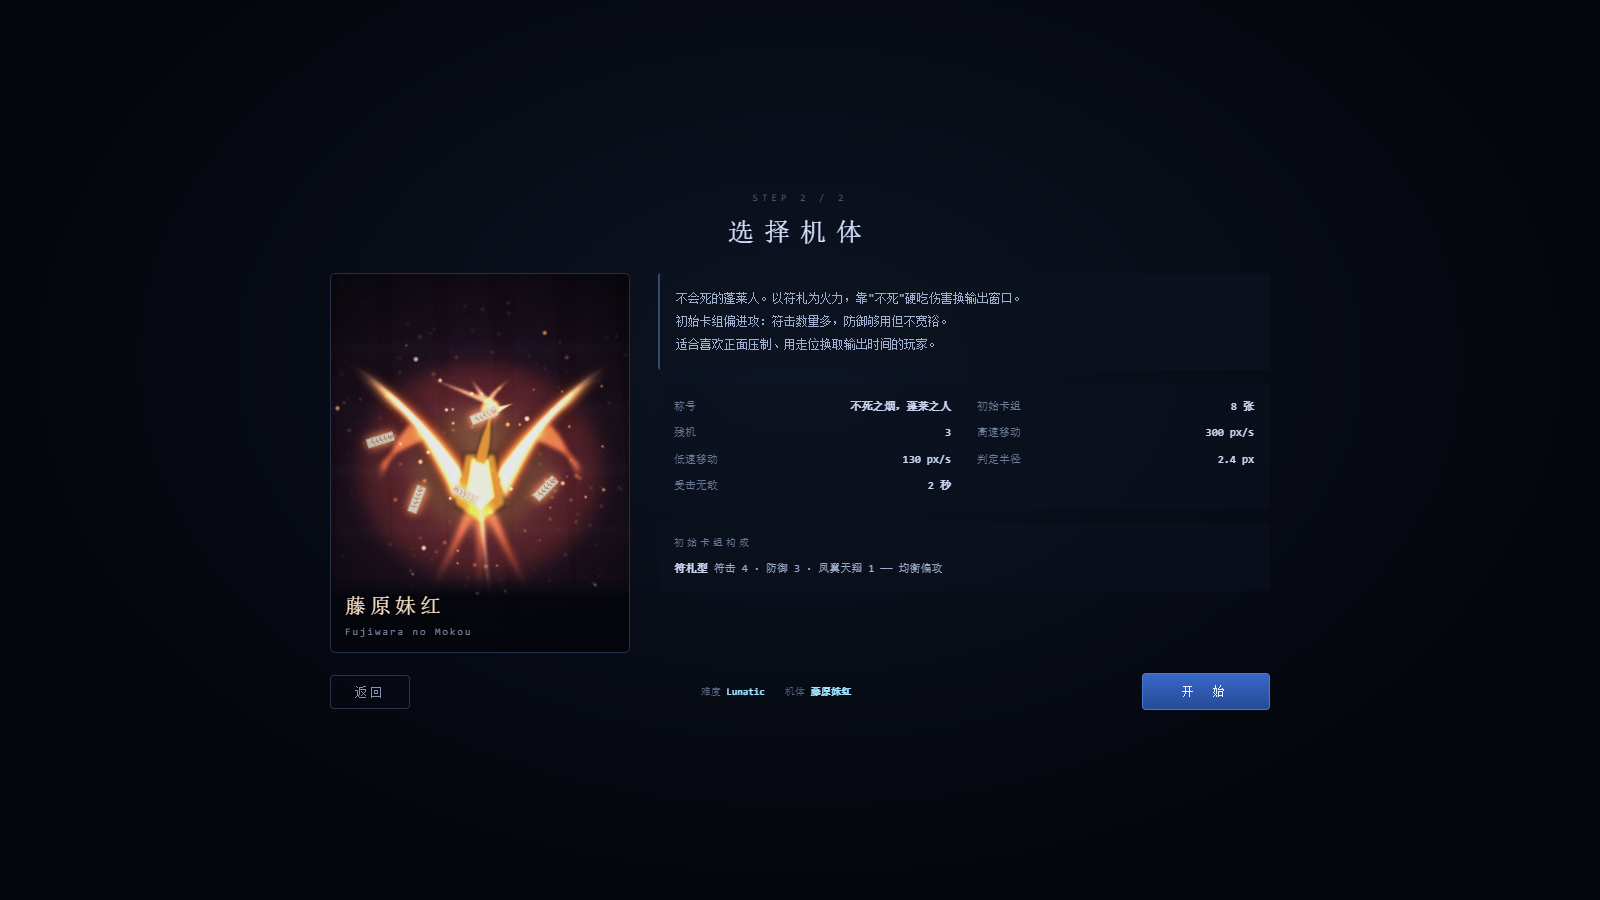 STEP 2 / 2
选择机体
不会死的蓬莱人。以符札为火力，靠"不死"硬吃伤害换输出窗口。
初始卡组偏进攻：符击数量多，防御够用但不宽裕。
适合喜欢正面压制、用走位换取输出时间的玩家。
称号 不死之烟，蓬莱之人 初始卡组 8 张
残机 3 高速移动 300 px/s
低速移动 130 px/s 判定半径 2.4 px
受击无敌 2 秒
初始卡组构成
符札型 符击 4 · 防御 3 · 凤翼天翔 1 —— 均衡偏攻
藤原妹红
Fujiwara no Mokou
返回 难度 Lunatic 机体 藤原妹红 开 始